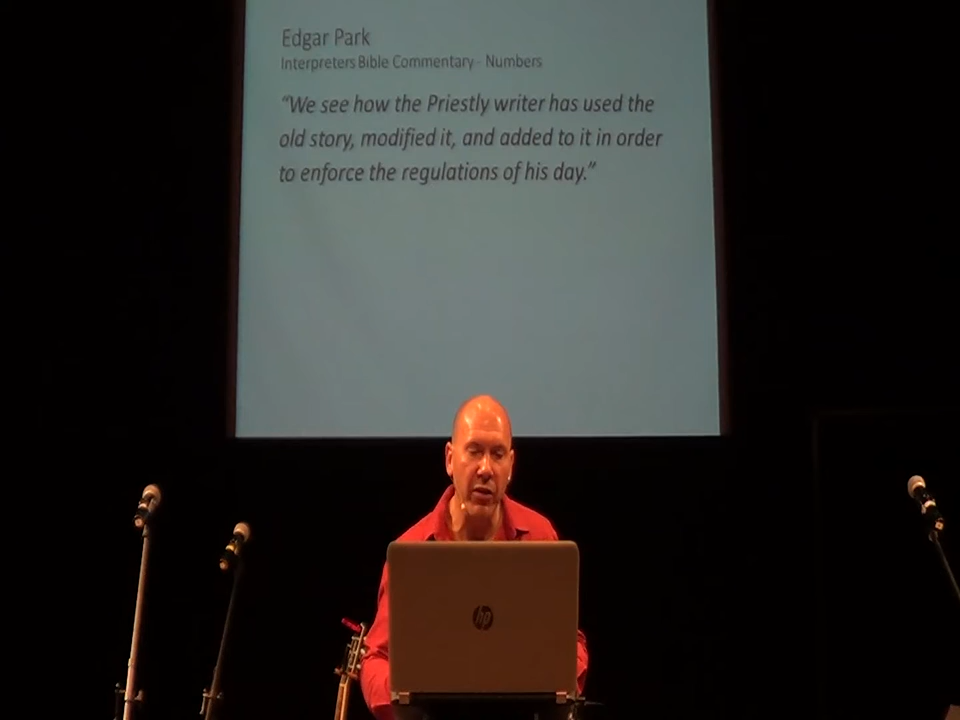 Edgar Park
Interpreters Bible Commentary - Numbers
“We see how the Priestly writer has used the
old story, modified it, and added to it in order
to enforce the regulations of his day.”
hp